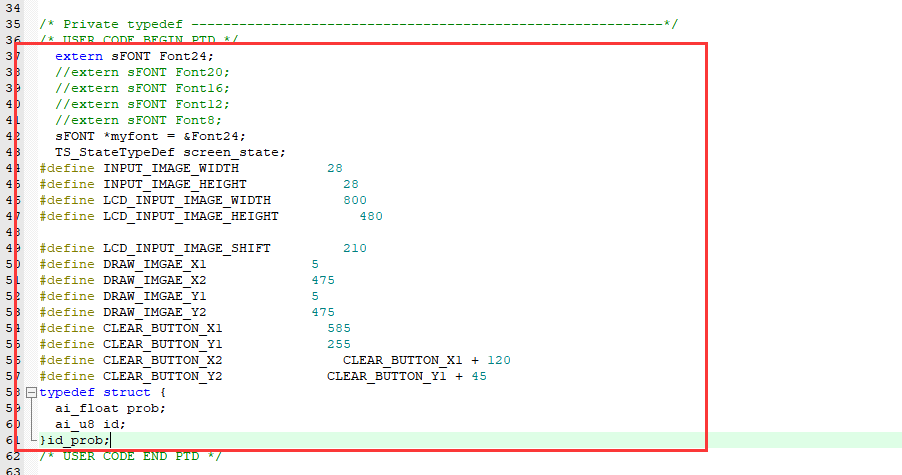 34
35 /* Private typedef -----------------------------------------------------------*/
36 /* USER CODE BEGIN PTD */
37 extern sFONT Font24;
38 //extern sFONT Font20;
39 //extern sFONT Font16;
40 //extern sFONT Font12;
41 //extern sFONT Font8;
42 sFONT *myfont = &Font24;
43 TS_StateTypeDef screen_state;
44 #define INPUT_IMAGE_WIDTH 28
45 #define INPUT_IMAGE_HEIGHT 28
46 #define LCD_INPUT_IMAGE_WIDTH 800
47 #define LCD_INPUT_IMAGE_HEIGHT 480
48
49 #define LCD_INPUT_IMAGE_SHIFT 210
50 #define DRAW_IMGAE_X1 5
51 #define DRAW_IMGAE_X2 475
52 #define DRAW_IMGAE_Y1 5
53 #define DRAW_IMGAE_Y2 475
54 #define CLEAR_BUTTON_X1 585
55 #define CLEAR_BUTTON_Y1 255
56 #define CLEAR_BUTTON_X2 CLEAR_BUTTON_X1 + 120
57 #define CLEAR_BUTTON_Y2 CLEAR_BUTTON_Y1 + 45
58 typedef struct {
59 ai_float prob;
60 ai_u8 id;
61 }id_prob;
62 /* USER CODE END PTD */
63